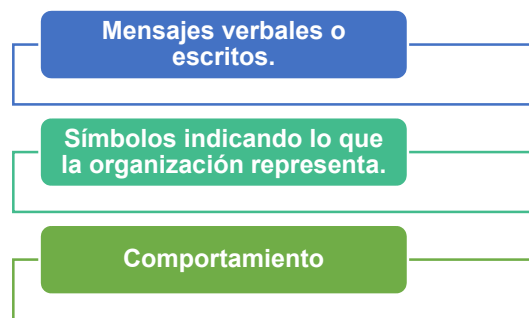 Mensajes verbales o
escritos.
Símbolos indicando lo que
la organización representa.
Comportamiento